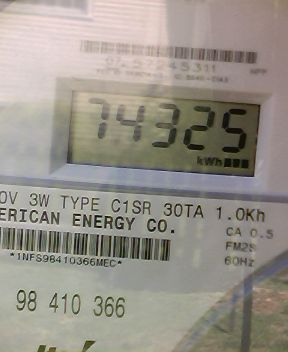 74325
kWh
0V 3W TYPE C1SR 30TA 1.0Kh
ERICAN ENERGY CO.
CA 0.5
FM2S
60Hz
*1NFS98410366MEC*
98 410 366